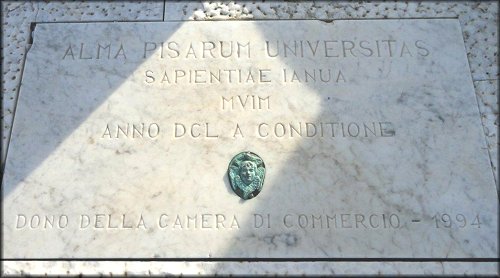 ALMA PISARUM UNIVERSITAS
SAPIENTIAE IANUA
MVIM
ANNO DCL A CONDITIONE
DONO DELLA CAMERA DI COMMERCIO - 1994